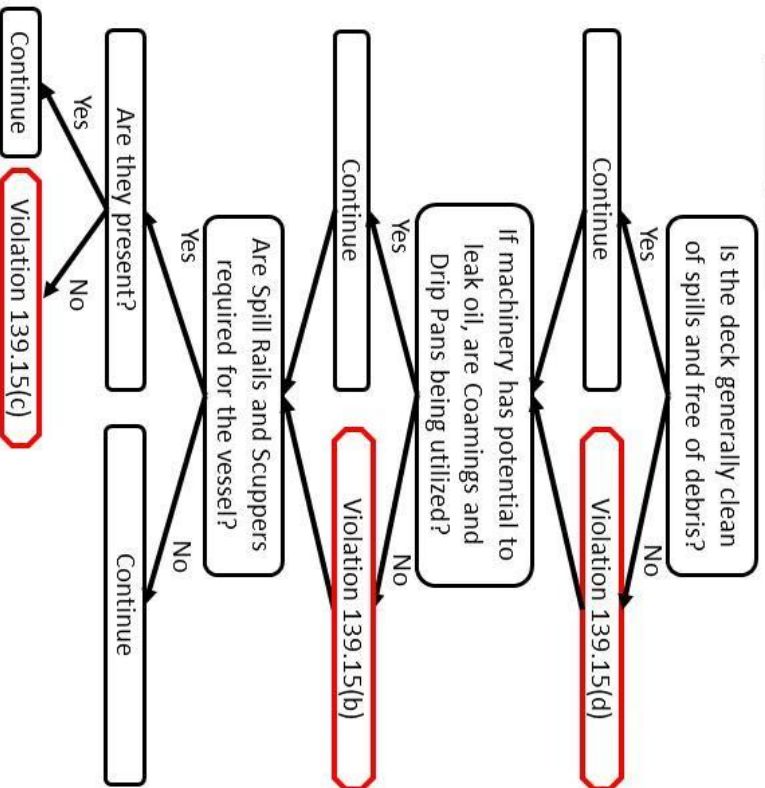 Is the deck generally clean
of spills and free of debris?
Yes
No
Continue
Violation 139.15(d)
If machinery has potential to
leak oil, are Coamings and
Drip Pans being utilized?
Yes
No
Continue
Violation 139.15(b)
Are Spill Rails and Scuppers
required for the vessel?
Yes
No
Are they present?
Continue
Yes
No
Continue
Violation 139.15(c)